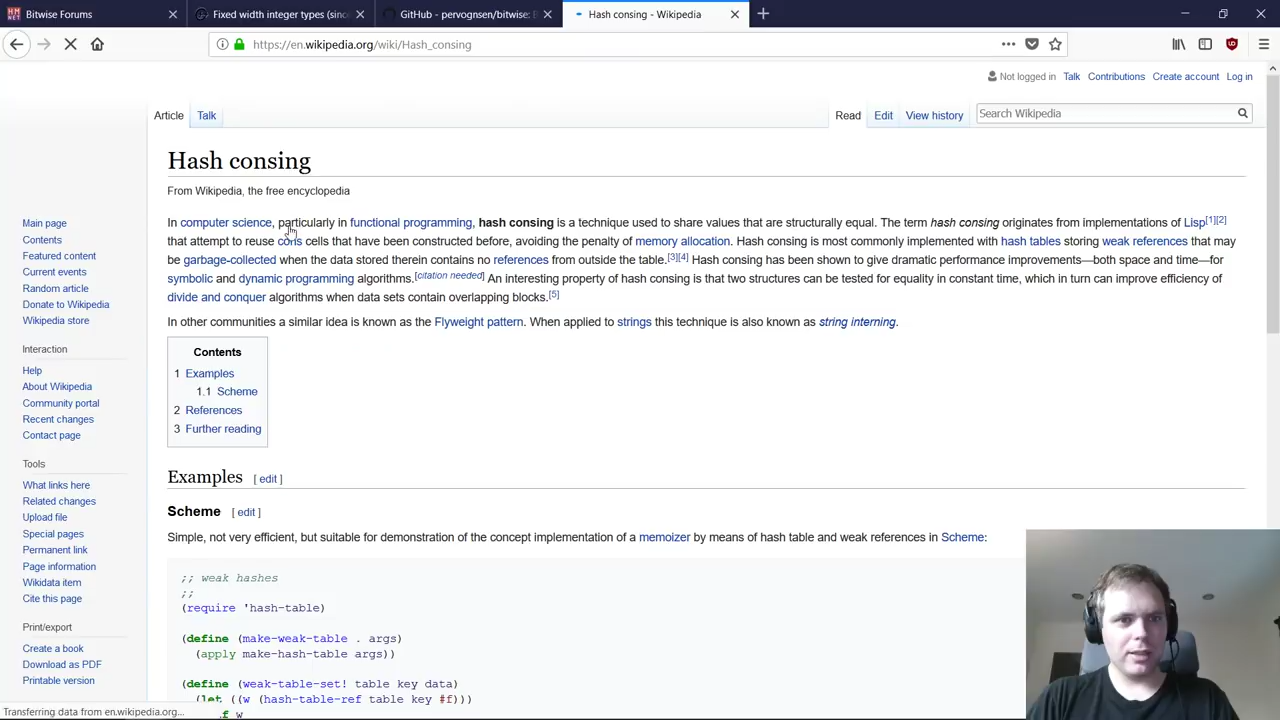 Bitwise Forums
Fixed width integer types (sinc
GitHub - pervognsen/bitwise: B
Hash consing - Wikipedia
https://en.wikipedia.org/wiki/Hash_consing
Not logged in Talk Contributions Create account Log in
Article Talk Read Edit View history Search Wikipedia
Hash consing
From Wikipedia, the free encyclopedia
In computer science, particularly in functional programming, hash consing is a technique used to share values that are structurally equal. The term hash consing originates from implementations of Lisp[1][2]
that attempt to reuse cons cells that have been constructed before, avoiding the penalty of memory allocation. Hash consing is most commonly implemented with hash tables storing weak references that may
be garbage-collected when the data stored therein contains no references from outside the table.[3][4] Hash consing has been shown to give dramatic performance improvements—both space and time—for
symbolic and dynamic programming algorithms.[citation needed] An interesting property of hash consing is that two structures can be tested for equality in constant time, which in turn can improve efficiency of
divide and conquer algorithms when data sets contain overlapping blocks.[5]
In other communities a similar idea is known as the Flyweight pattern. When applied to strings this technique is also known as string interning.
Contents
1 Examples
1.1 Scheme
2 References
3 Further reading
Examples [ edit ]
Scheme [ edit ]
Simple, not very efficient, but suitable for demonstration of the concept implementation of a memoizer by means of hash table and weak references in Scheme:
;; weak hashes
;;
(require 'hash-table)
(define (make-weak-table . args)
(apply make-hash-table args))
(define (weak-table-set! table key data)
(let ((w (hash-table-ref table key #f)))
Main page
Contents
Featured content
Current events
Random article
Donate to Wikipedia
Wikipedia store
Interaction
Help
About Wikipedia
Community portal
Recent changes
Contact page
Tools
What links here
Related changes
Upload file
Special pages
Permanent link
Page information
Wikidata item
Cite this page
Print/export
Create a book
Download as PDF
Printable version
Transferring data from en.wikipedia.org...